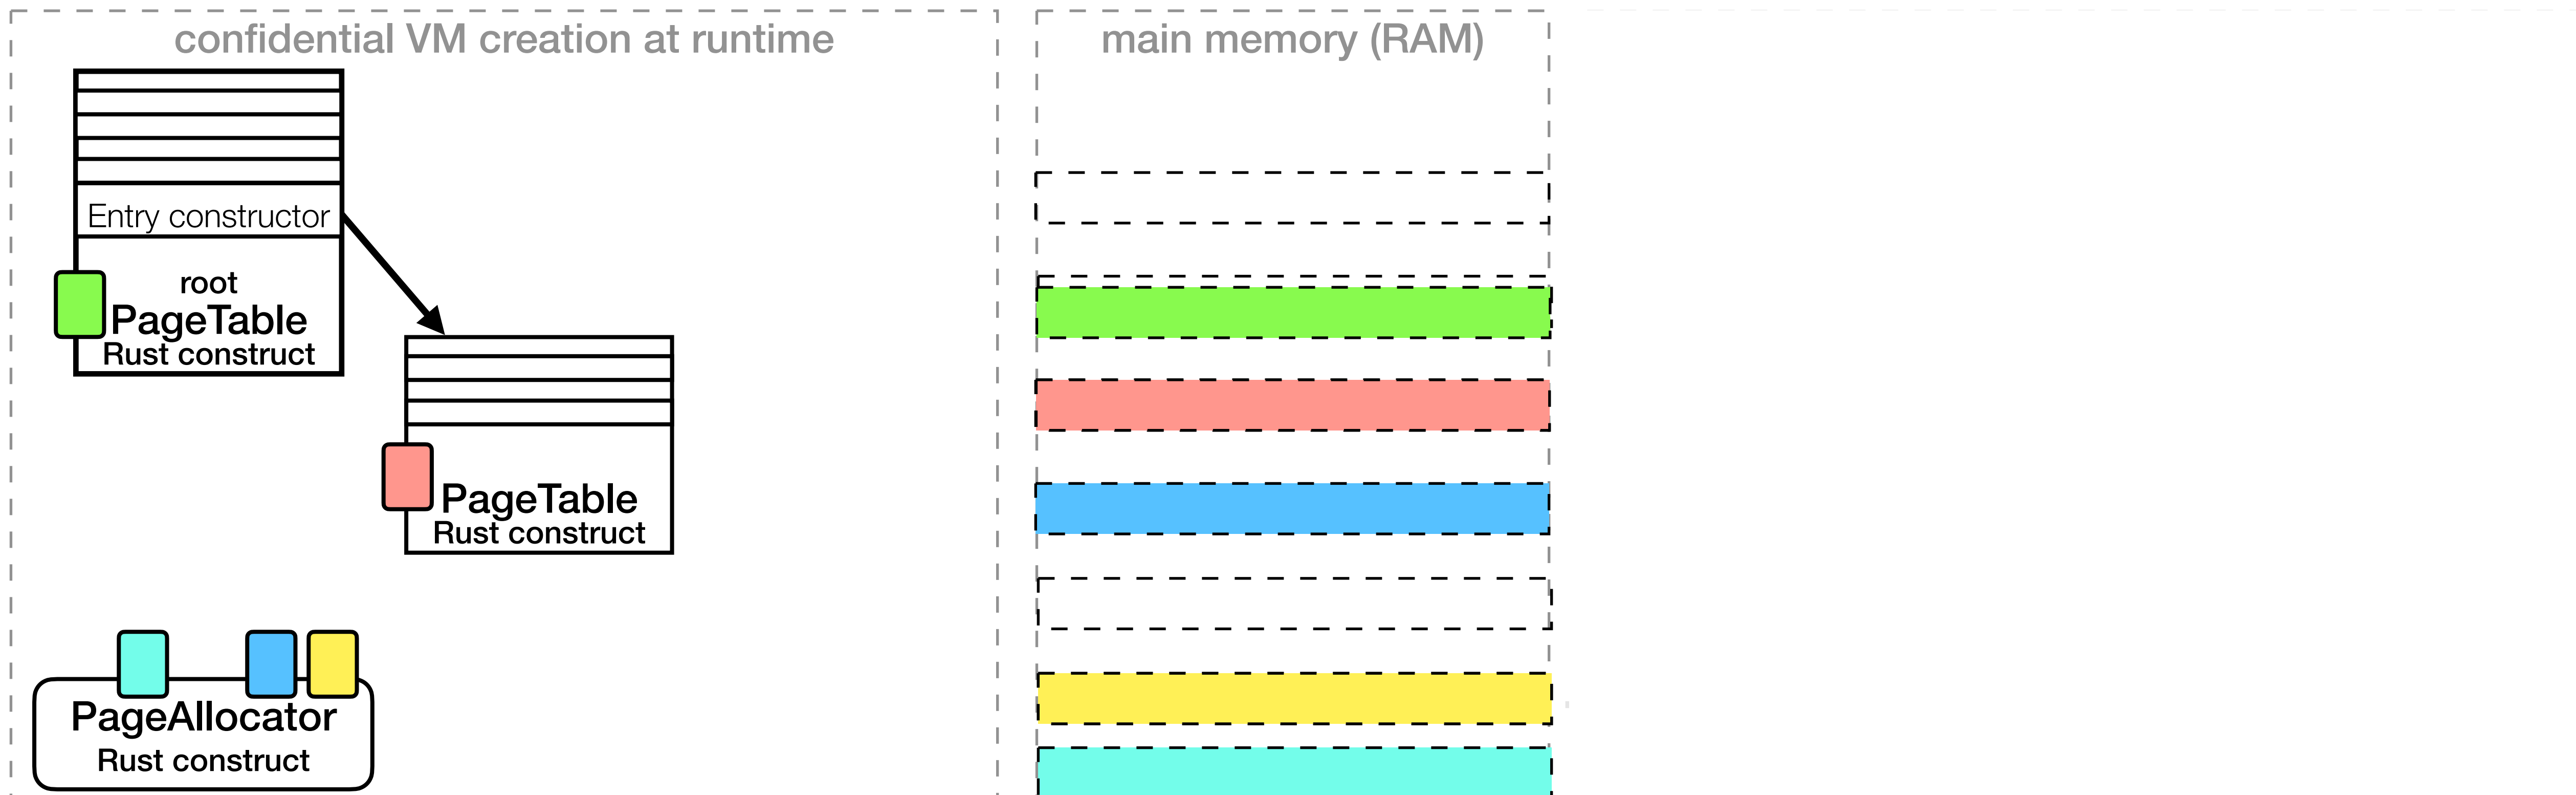 confidential VM creation at runtime
main memory (RAM)
Entry constructor
root
PageTable
Rust construct
PageTable
Rust construct
PageAllocator
Rust construct